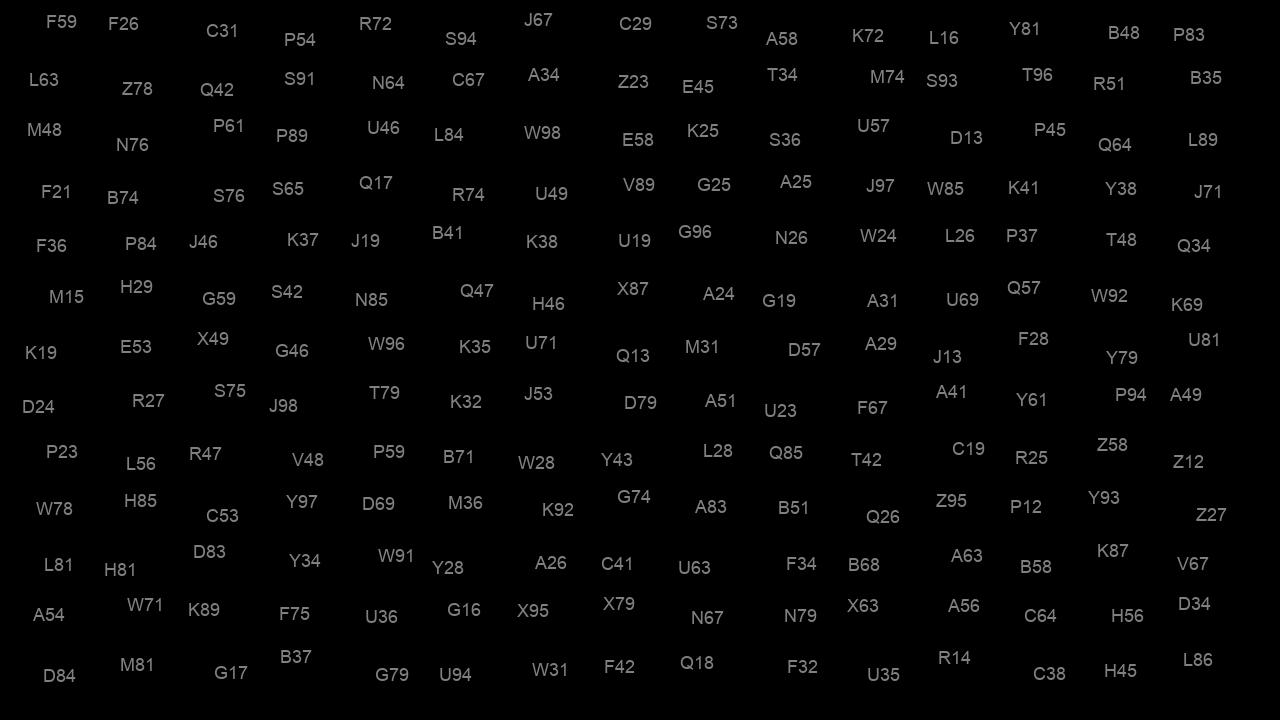 F59 F26 C31 P54 R72 S94 J67 C29 S73 A58 K72 L16 Y81 B48 P83
L63 Z78 Q42 S91 N64 C67 A34 Z23 E45 T34 M74 S93 T96 R51 B35
M48 N76 P61 P89 U46 L84 W98 E58 K25 S36 U57 D13 P45 Q64 L89
F21 B74 S76 S65 Q17 R74 U49 V89 G25 A25 J97 W85 K41 Y38 J71
F36 P84 J46 K37 J19 B41 K38 U19 G96 N26 W24 L26 P37 T48 Q34
M15 H29 G59 S42 N85 Q47 H46 X87 A24 G19 A31 U69 Q57 W92 K69
K19 E53 X49 G46 W96 K35 U71 Q13 M31 D57 A29 J13 F28 Y79 U81
D24 R27 S75 J98 T79 K32 J53 D79 A51 U23 F67 A41 Y61 P94 A49
P23 L56 R47 V48 P59 B71 W28 Y43 L28 Q85 T42 C19 R25 Z58 Z12
W78 H85 C53 Y97 D69 M36 K92 G74 A83 B51 Q26 Z95 P12 Y93 Z27
L81 H81 D83 Y34 W91 Y28 A26 C41 U63 F34 B68 A63 B58 K87 V67
A54 W71 K89 F75 U36 G16 X95 X79 N67 N79 X63 A56 C64 H56 D34
D84 M81 G17 B37 G79 U94 W31 F42 Q18 F32 U35 R14 C38 H45 L86